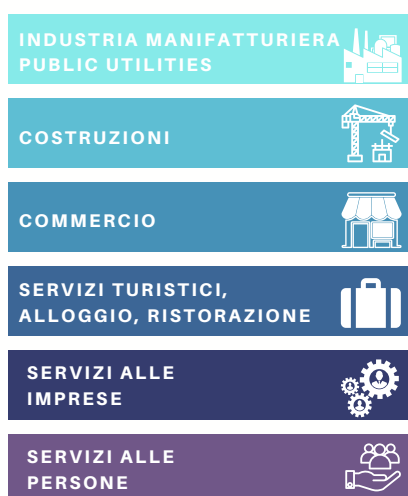 INDUSTRIA MANIFATTURIERA
PUBLIC UTILITIES
COSTRUZIONI
COMMERCIO
SERVIZI TURISTICI,
ALLOGGIO, RISTORAZIONE
SERVIZI ALLE
IMPRESE
SERVIZI ALLE
PERSONE